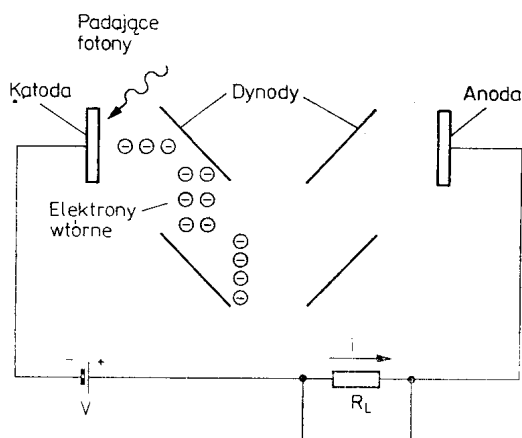 Padające
fotony
Katoda
Dynody
Anoda
Elektrony
wtórne
- +
V
i
R_L